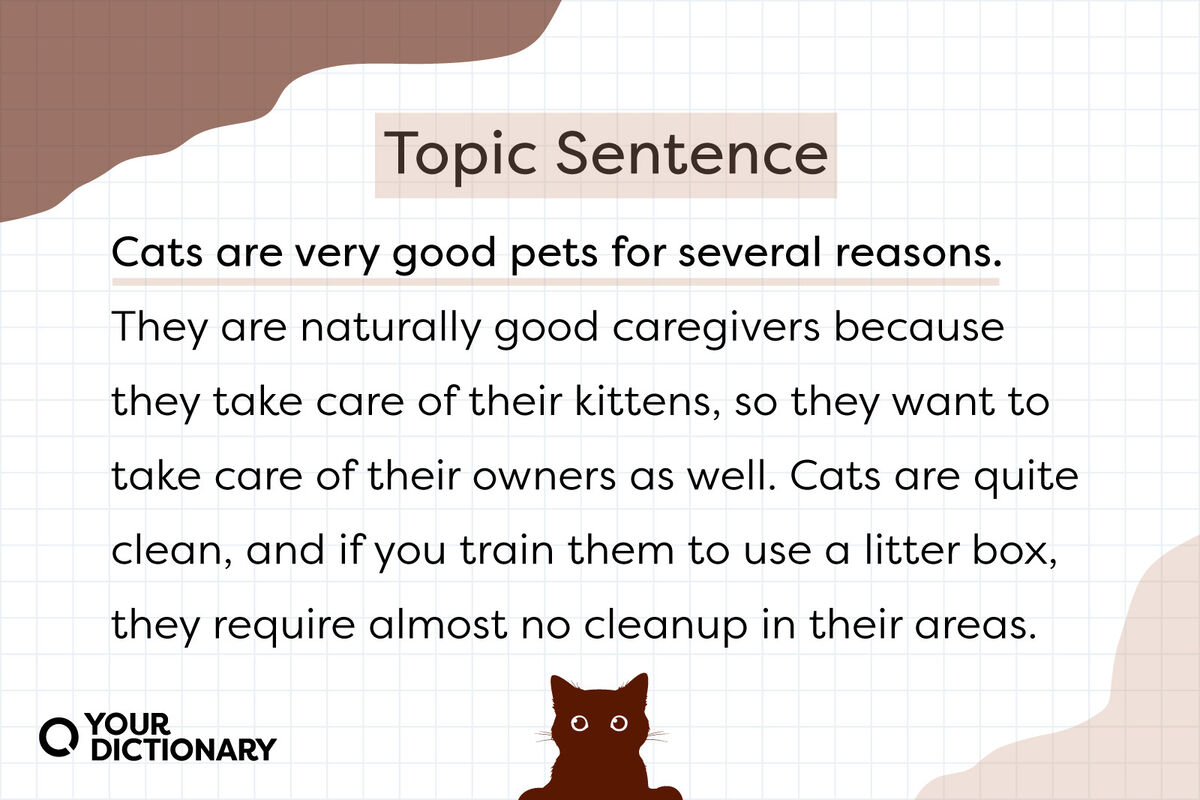 Topic Sentence
Cats are very good pets for several reasons.
They are naturally good caregivers because
they take care of their kittens, so they want to
take care of their owners as well. Cats are quite
clean, and if you train them to use a litter box,
they require almost no cleanup in their areas.
YOUR
DICTIONARY